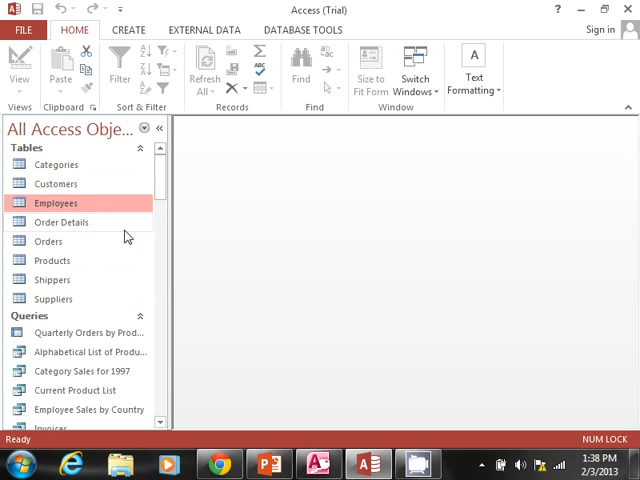 Access (Trial)
?
FILE
HOME
CREATE
EXTERNAL DATA
DATABASE TOOLS
Sign in
View
Paste
Filter
Refresh
All
Find
Size to
Fit Form
Switch
Windows
Text
Formatting
Views
Clipboard
Sort & Filter
Records
Find
Window
All Access Obje...
Tables
Categories
Customers
Employees
Order Details
Orders
Products
Shippers
Suppliers
Queries
Quarterly Orders by Prod...
Alphabetical List of Produ...
Category Sales for 1997
Current Product List
Employee Sales by Country
Invoices
Ready
NUM LOCK
1:38 PM
2/3/2013